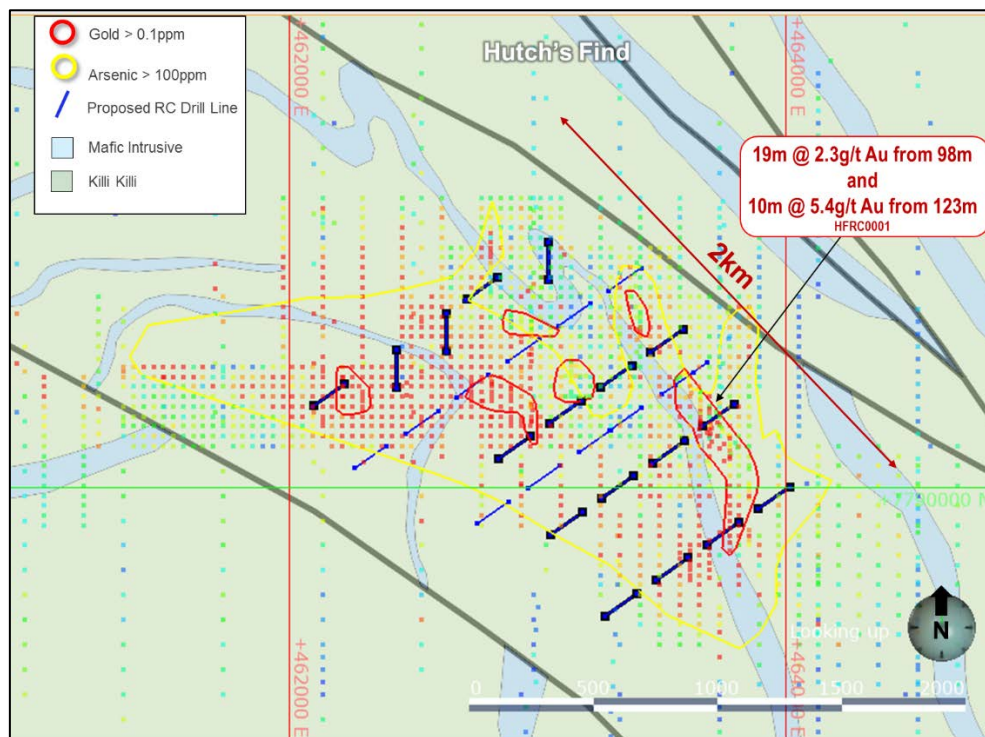 Gold > 0.1ppm
Arsenic > 100ppm
Proposed RC Drill Line
Mafic Intrusive
Killi Killi
Hutch's Find
+462000 E
+464000 E
19m @ 2.3g/t Au from 98m
and
10m @ 5.4g/t Au from 123m
HFRC0001
2km
Looking up
N
+462000 E
+464000 E
0 500 1000 1500 2000